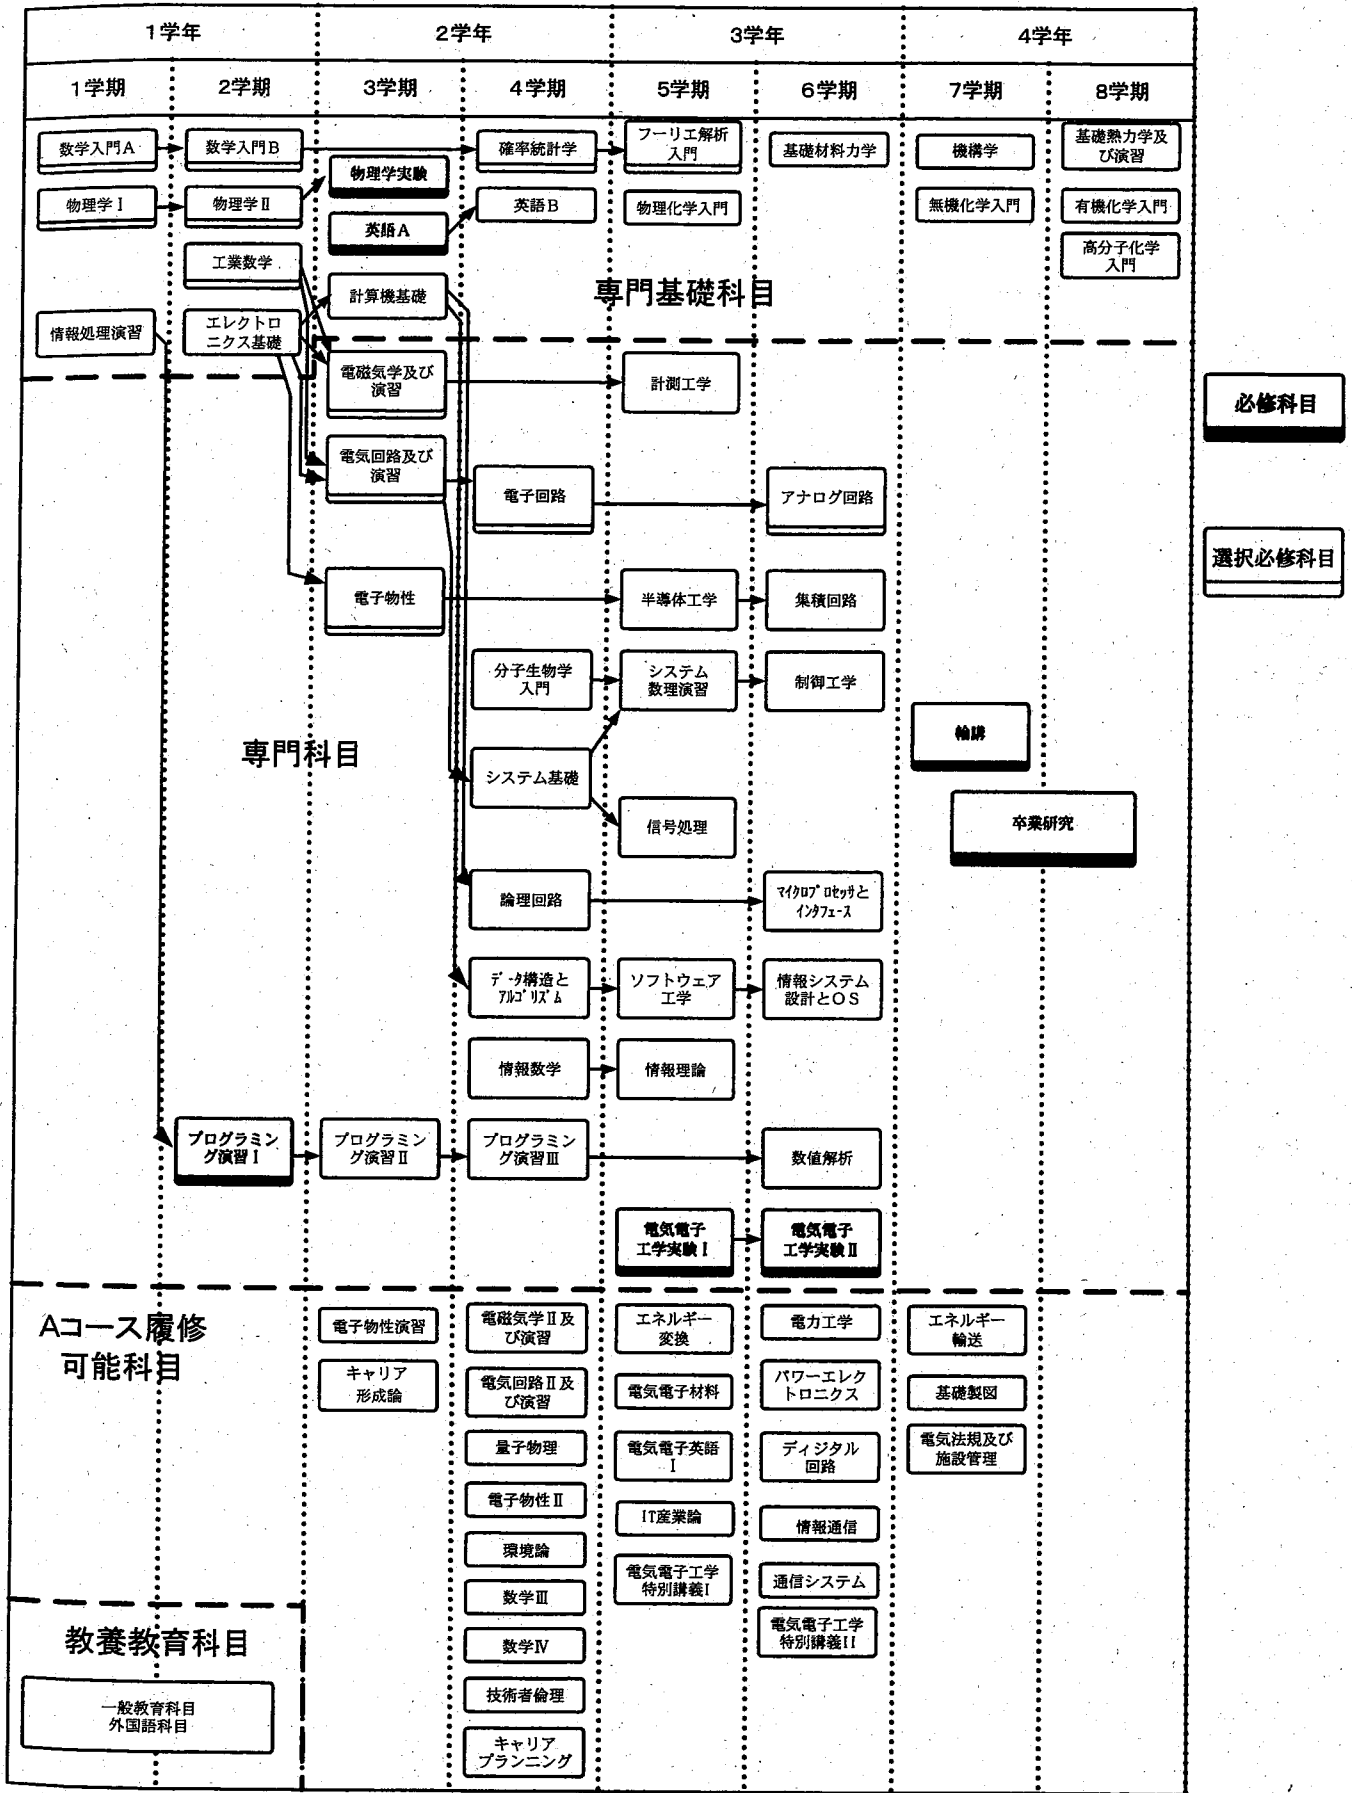 1学年
2学年
3学年
4学年
1学期
2学期
3学期
4学期
5学期
6学期
7学期
8学期
数学入門A
数学入門B
確率統計学
フーリエ解析
入門
基礎材料力学
機構学
基礎熱力学及
び演習
物理学実験
物理学Ⅰ
物理学Ⅱ
英語B
物理化学入門
無機化学入門
有機化学入門
英語A
高分子化学
入門
工業数学
計算機基礎
専門基礎科目
情報処理演習
エレクトロ
ニクス基礎
電磁気学及び
演習
計測工学
必修科目
電気回路及び
演習
電子回路
アナログ回路
選択必修科目
電子物性
半導体工学
集積回路
分子生物学
入門
システム
数理演習
制御工学
輪講
専門科目
システム基礎
信号処理
卒業研究
論理回路
マイクロプロセッサと
インタフェース
データ構造と
アルゴリズム
ソフトウェア
工学
情報システム
設計とOS
情報数学
情報理論
プログラミン
グ演習Ⅰ
プログラミン
グ演習Ⅱ
プログラミン
グ演習Ⅲ
数値解析
電気電子
工学実験Ⅰ
電気電子
工学実験Ⅱ
Aコース履修
可能科目
電子物性演習
電磁気学Ⅱ及
び演習
エネルギー
変換
電力工学
エネルギー
輸送
キャリア
形成論
電気回路Ⅱ及
び演習
電気電子材料
パワーエレク
トロニクス
基礎製図
量子物理
電気電子英語
Ⅰ
ディジタル
回路
電気法規及び
施設管理
電子物性Ⅱ
IT産業論
情報通信
環境論
電気電子工学
特別講義I
通信システム
数学Ⅲ
電気電子工学
特別講義II
教養教育科目
数学Ⅳ
一般教育科目
外国語科目
技術者倫理
キャリア
プランニング